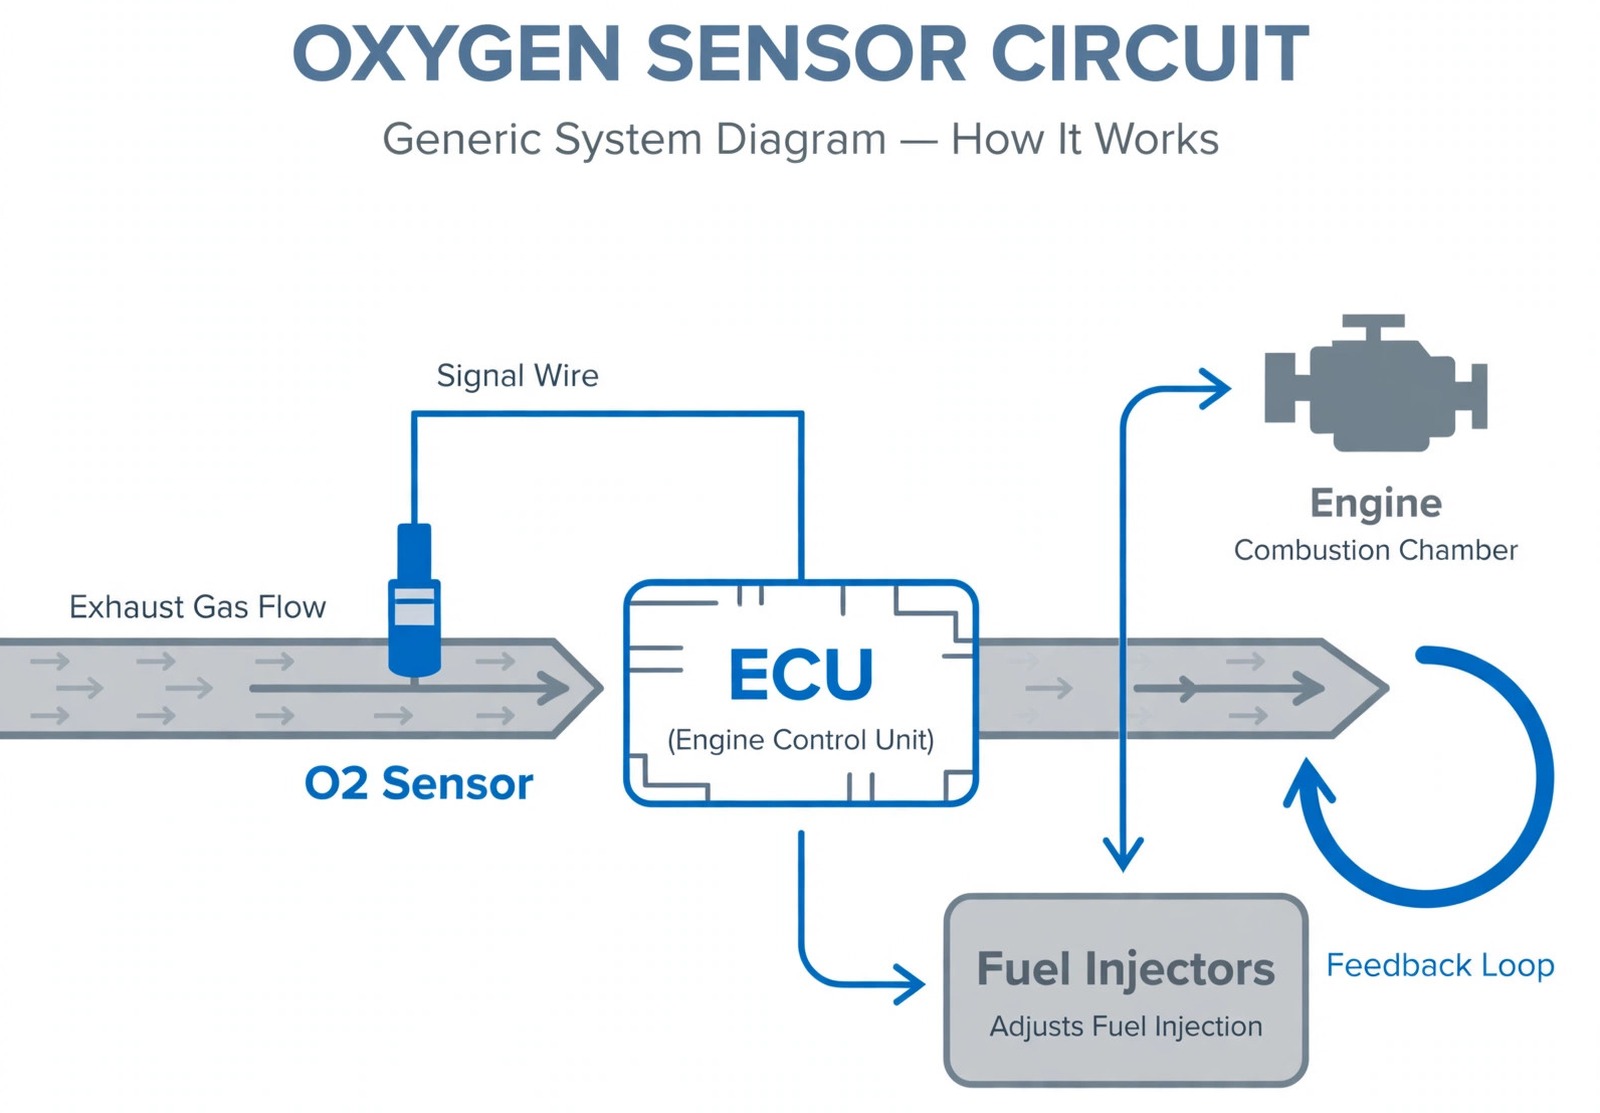 OXYGEN SENSOR CIRCUIT
Generic System Diagram — How It Works
Signal Wire
Engine
Combustion Chamber
Exhaust Gas Flow
ECU
(Engine Control Unit)
O2 Sensor
Fuel Injectors
Adjusts Fuel Injection
Feedback Loop